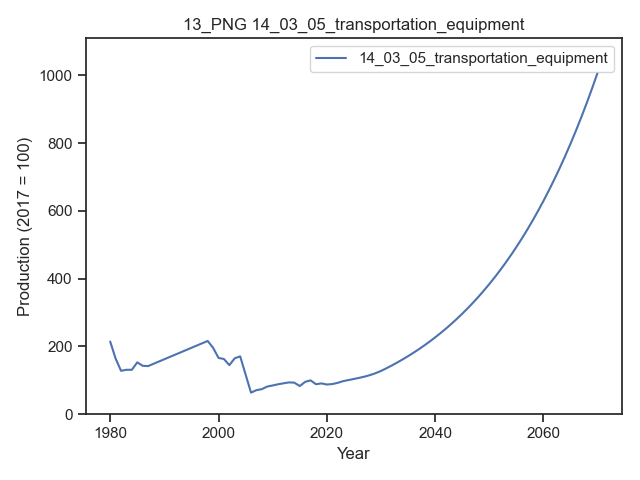 13_PNG 14_03_05_transportation_equipment
14_03_05_transportation_equipment
Production (2017 = 100)
1000
800
600
400
200
0
1980
2000
2020
2040
2060
Year